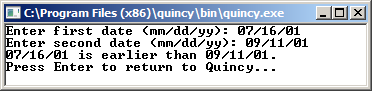 C:\Program Files (x86)\quincy\bin\quincy.exe
Enter first date (mm/dd/yy): 07/16/01
Enter second date (mm/dd/yy): 09/11/01
07/16/01 is earlier than 09/11/01.
Press Enter to return to Quincy...